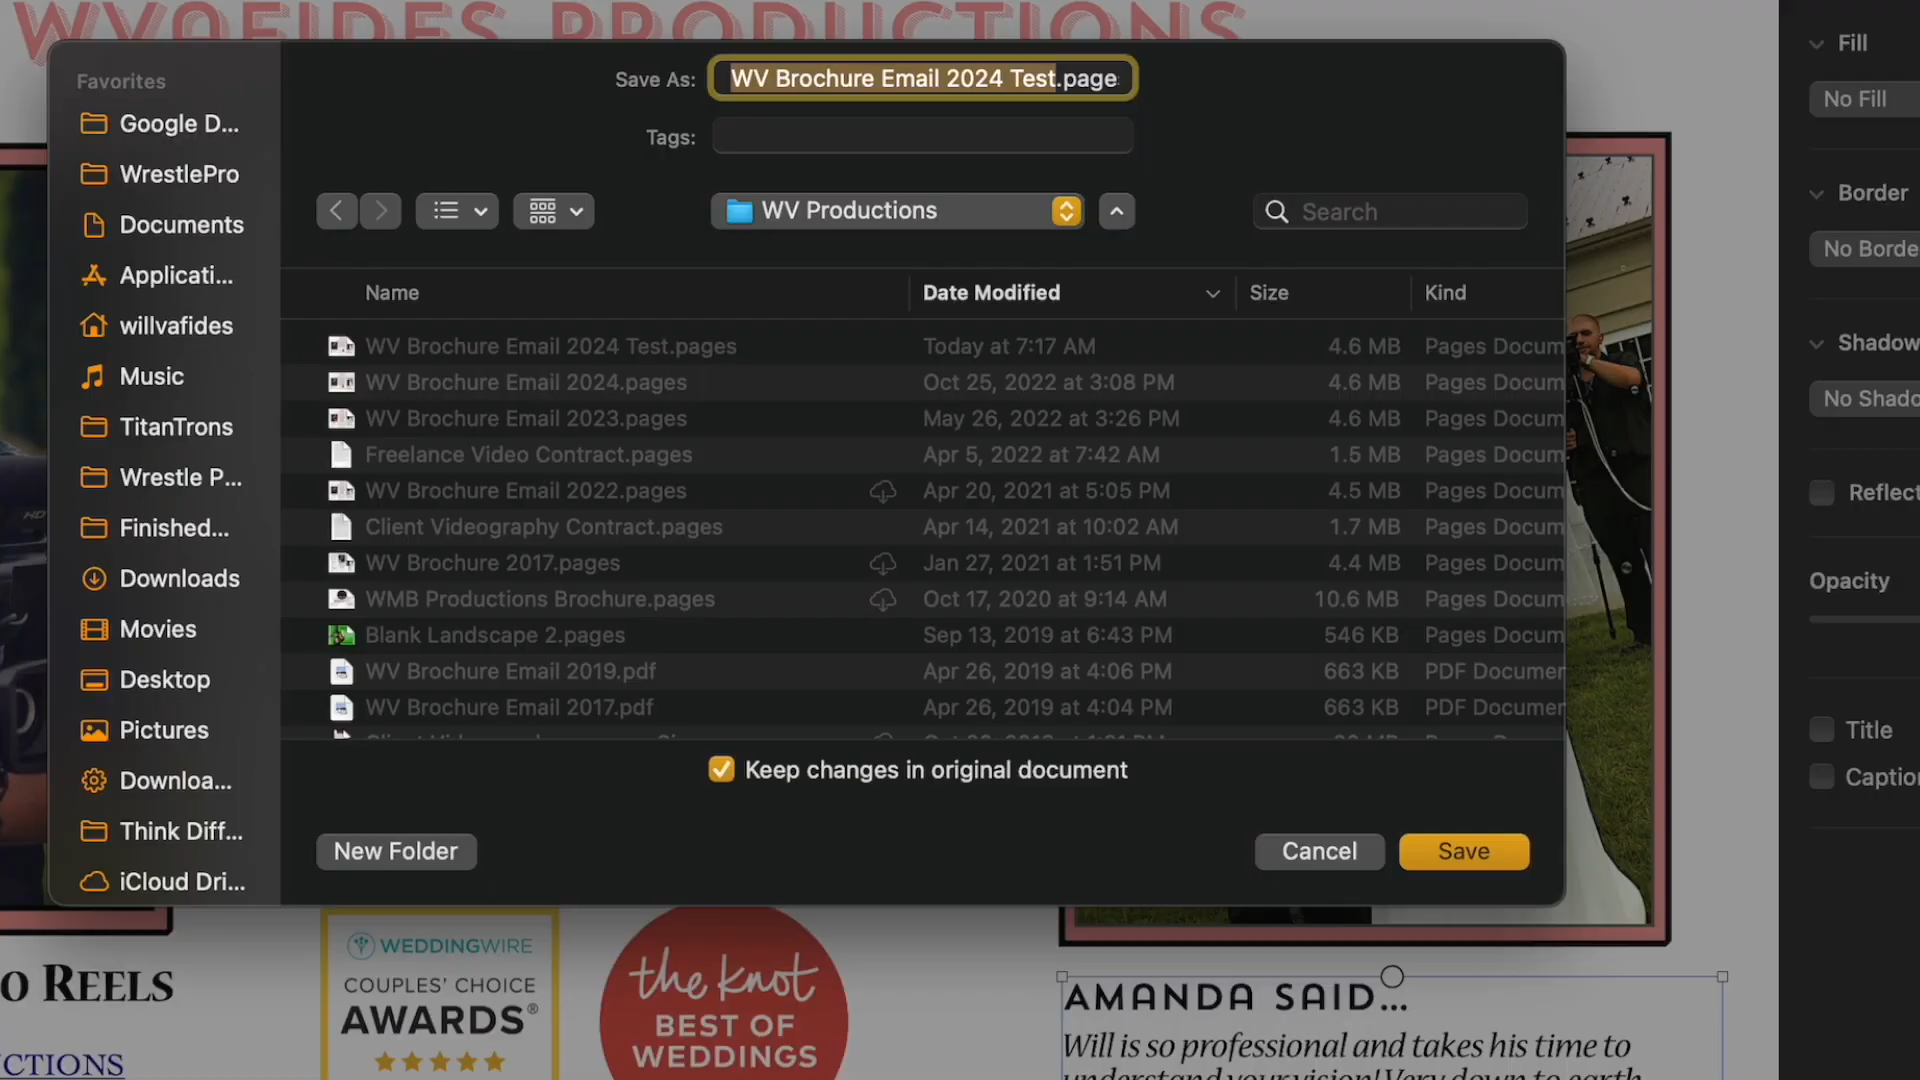 WVAFIDES PRODUCTIONS
Favorites
Google D...
WrestlePro
Documents
Applicati...
willvafides
Music
TitanTrons
Wrestle P...
Finished...
Downloads
Movies
Desktop
Pictures
Downloa...
Think Diff...
iCloud Dri...
Save As: WV Brochure Email 2024 Test.page
Tags:
WV Productions
Search
Name Date Modified Size Kind
WV Brochure Email 2024 Test.pages Today at 7:17 AM 4.6 MB Pages Docum
WV Brochure Email 2024.pages Oct 25, 2022 at 3:08 PM 4.6 MB Pages Docum
WV Brochure Email 2023.pages May 26, 2022 at 3:26 PM 4.6 MB Pages Docum
Freelance Video Contract.pages Apr 5, 2022 at 7:42 AM 1.5 MB Pages Docum
WV Brochure Email 2022.pages Apr 20, 2021 at 5:05 PM 4.5 MB Pages Docum
Client Videography Contract.pages Apr 14, 2021 at 10:02 AM 1.7 MB Pages Docum
WV Brochure 2017.pages Jan 27, 2021 at 1:51 PM 4.4 MB Pages Docum
WMB Productions Brochure.pages Oct 17, 2020 at 9:14 AM 10.6 MB Pages Docum
Blank Landscape 2.pages Sep 13, 2019 at 6:43 PM 546 KB Pages Docum
WV Brochure Email 2019.pdf Apr 26, 2019 at 4:06 PM 663 KB PDF Documer
WV Brochure Email 2017.pdf Apr 26, 2019 at 4:04 PM 663 KB PDF Documer
Keep changes in original document
New Folder
Cancel
Save
Fill
No Fill
Border
No Borde
Shadow
No Shado
Reflect
Opacity
Title
Caption
O REELS
UCTIONS
WEDDINGWIRE
COUPLES' CHOICE
AWARDS®
the knot
BEST OF
WEDDINGS
AMANDA SAID...
Will is so professional and takes his time to
understand your vision! Very down to earth